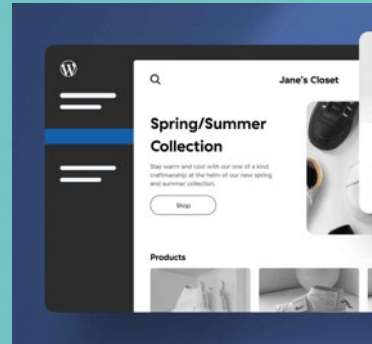 Jane's Closet
Spring/Summer
Collection
Stay warm and cool with our one of a kind
craftmanship at the helm of our new spring
and summer collection.
Shop
Products